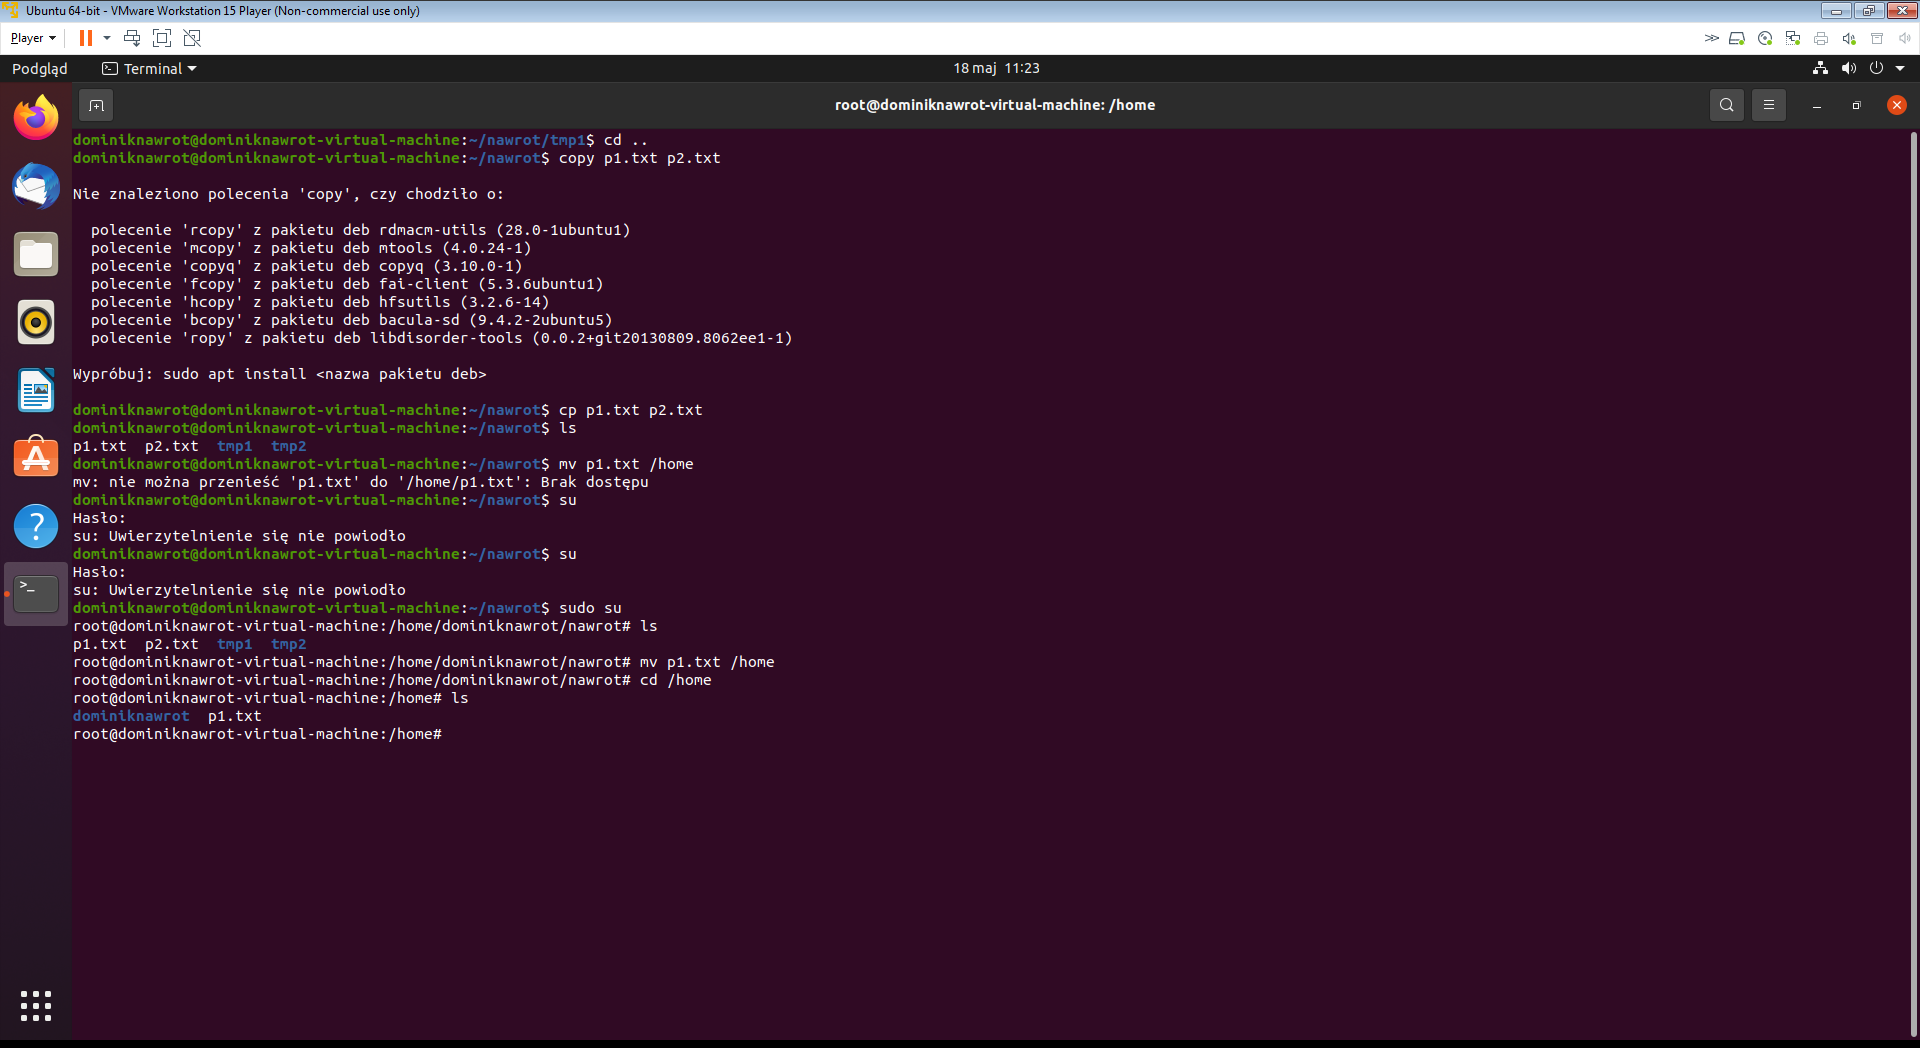 Ubuntu 64-bit - VMware Workstation 15 Player (Non-commercial use only)
Player
Podgląd Terminal 18 maj 11:23
root@dominiknawrot-virtual-machine: /home
dominiknawrot@dominiknawrot-virtual-machine:~/nawrot/tmp1$ cd ..
dominiknawrot@dominiknawrot-virtual-machine:~/nawrot$ copy p1.txt p2.txt
Nie znaleziono polecenia 'copy', czy chodziło o:
polecenie 'rcopy' z pakietu deb rdmacm-utils (28.0-1ubuntu1)
polecenie 'mcopy' z pakietu deb mtools (4.0.24-1)
polecenie 'copyq' z pakietu deb copyq (3.10.0-1)
polecenie 'fcopy' z pakietu deb fai-client (5.3.6ubuntu1)
polecenie 'hcopy' z pakietu deb hfsutils (3.2.6-14)
polecenie 'bcopy' z pakietu deb bacula-sd (9.4.2-2ubuntu5)
polecenie 'ropy' z pakietu deb libdisorder-tools (0.0.2+git20130809.8062ee1-1)
Wypróbuj: sudo apt install <nazwa pakietu deb>
dominiknawrot@dominiknawrot-virtual-machine:~/nawrot$ cp p1.txt p2.txt
dominiknawrot@dominiknawrot-virtual-machine:~/nawrot$ ls
p1.txt p2.txt tmp1 tmp2
dominiknawrot@dominiknawrot-virtual-machine:~/nawrot$ mv p1.txt /home
mv: nie można przenieść 'p1.txt' do '/home/p1.txt': Brak dostępu
dominiknawrot@dominiknawrot-virtual-machine:~/nawrot$ su
Hasło:
su: Uwierzytelnienie się nie powiodło
dominiknawrot@dominiknawrot-virtual-machine:~/nawrot$ su
Hasło:
su: Uwierzytelnienie się nie powiodło
dominiknawrot@dominiknawrot-virtual-machine:~/nawrot$ sudo su
root@dominiknawrot-virtual-machine:/home/dominiknawrot/nawrot# ls
p1.txt p2.txt tmp1 tmp2
root@dominiknawrot-virtual-machine:/home/dominiknawrot/nawrot# mv p1.txt /home
root@dominiknawrot-virtual-machine:/home/dominiknawrot/nawrot# cd /home
root@dominiknawrot-virtual-machine:/home# ls
dominiknawrot p1.txt
root@dominiknawrot-virtual-machine:/home#